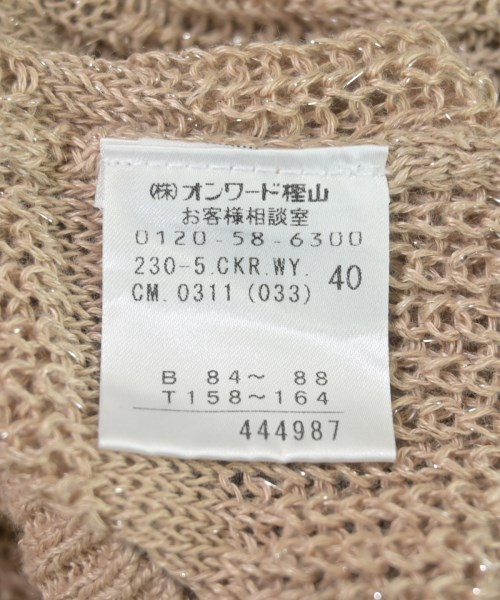 (株)オンワード樫山
お客様相談室
0120-58-6300
230-5.CKR.WY. 40
CM.0311(033)
B 84〜 88
T158〜164
444987